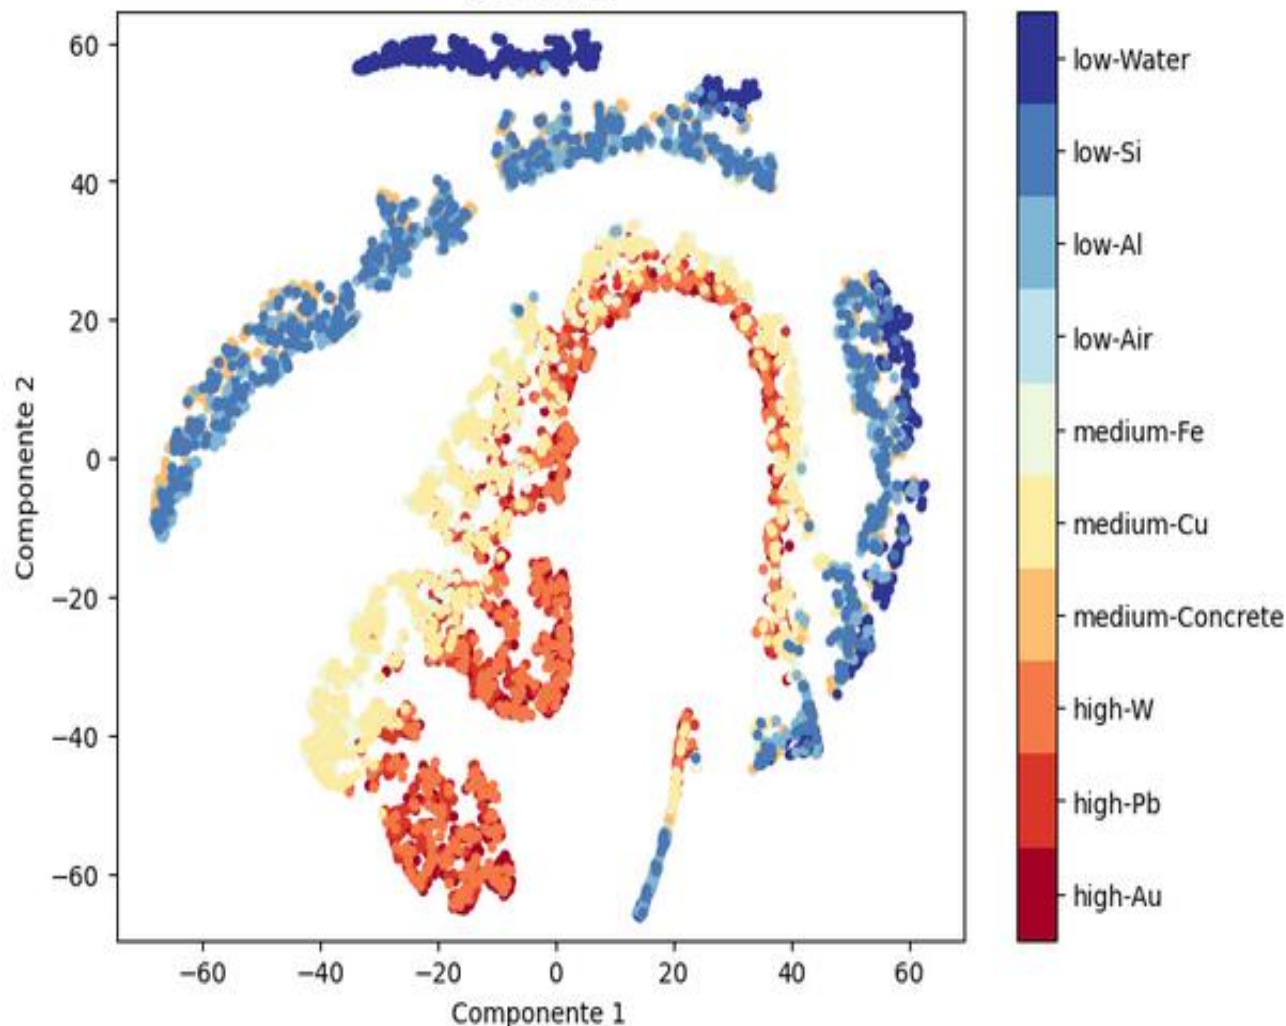 60
40
20
0
−20
−40
−60
−60 −40 −20 0 20 40 60
Componente 1
Componente 2
low-Water
low-Si
low-Al
low-Air
medium-Fe
medium-Cu
medium-Concrete
high-W
high-Pb
high-Au